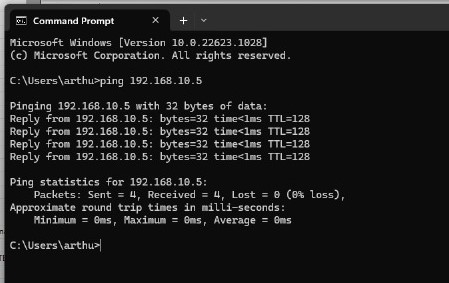 Command Prompt
Microsoft Windows [Version 10.0.22623.1028]
(c) Microsoft Corporation. All rights reserved.
C:\Users\arthu>ping 192.168.10.5
Pinging 192.168.10.5 with 32 bytes of data:
Reply from 192.168.10.5: bytes=32 time<1ms TTL=128
Reply from 192.168.10.5: bytes=32 time<1ms TTL=128
Reply from 192.168.10.5: bytes=32 time<1ms TTL=128
Reply from 192.168.10.5: bytes=32 time<1ms TTL=128
Ping statistics for 192.168.10.5:
Packets: Sent = 4, Received = 4, Lost = 0 (0% loss),
Approximate round trip times in milli-seconds:
Minimum = 0ms, Maximum = 0ms, Average = 0ms
C:\Users\arthu>